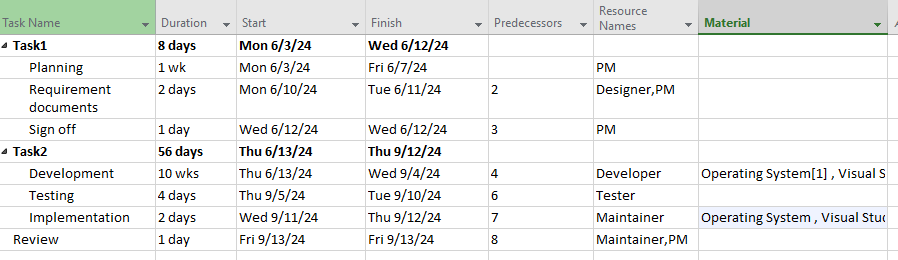 Task Name Duration Start Finish Predecessors Resource Names Material
Task1 8 days Mon 6/3/24 Wed 6/12/24
Planning 1 wk Mon 6/3/24 Fri 6/7/24 PM
Requirement documents 2 days Mon 6/10/24 Tue 6/11/24 2 Designer,PM
Sign off 1 day Wed 6/12/24 Wed 6/12/24 3 PM
Task2 56 days Thu 6/13/24 Thu 9/12/24
Development 10 wks Thu 6/13/24 Wed 9/4/24 4 Developer Operating System[1] , Visual S
Testing 4 days Thu 9/5/24 Tue 9/10/24 6 Tester
Implementation 2 days Wed 9/11/24 Thu 9/12/24 7 Maintainer Operating System , Visual Stu
Review 1 day Fri 9/13/24 Fri 9/13/24 8 Maintainer,PM